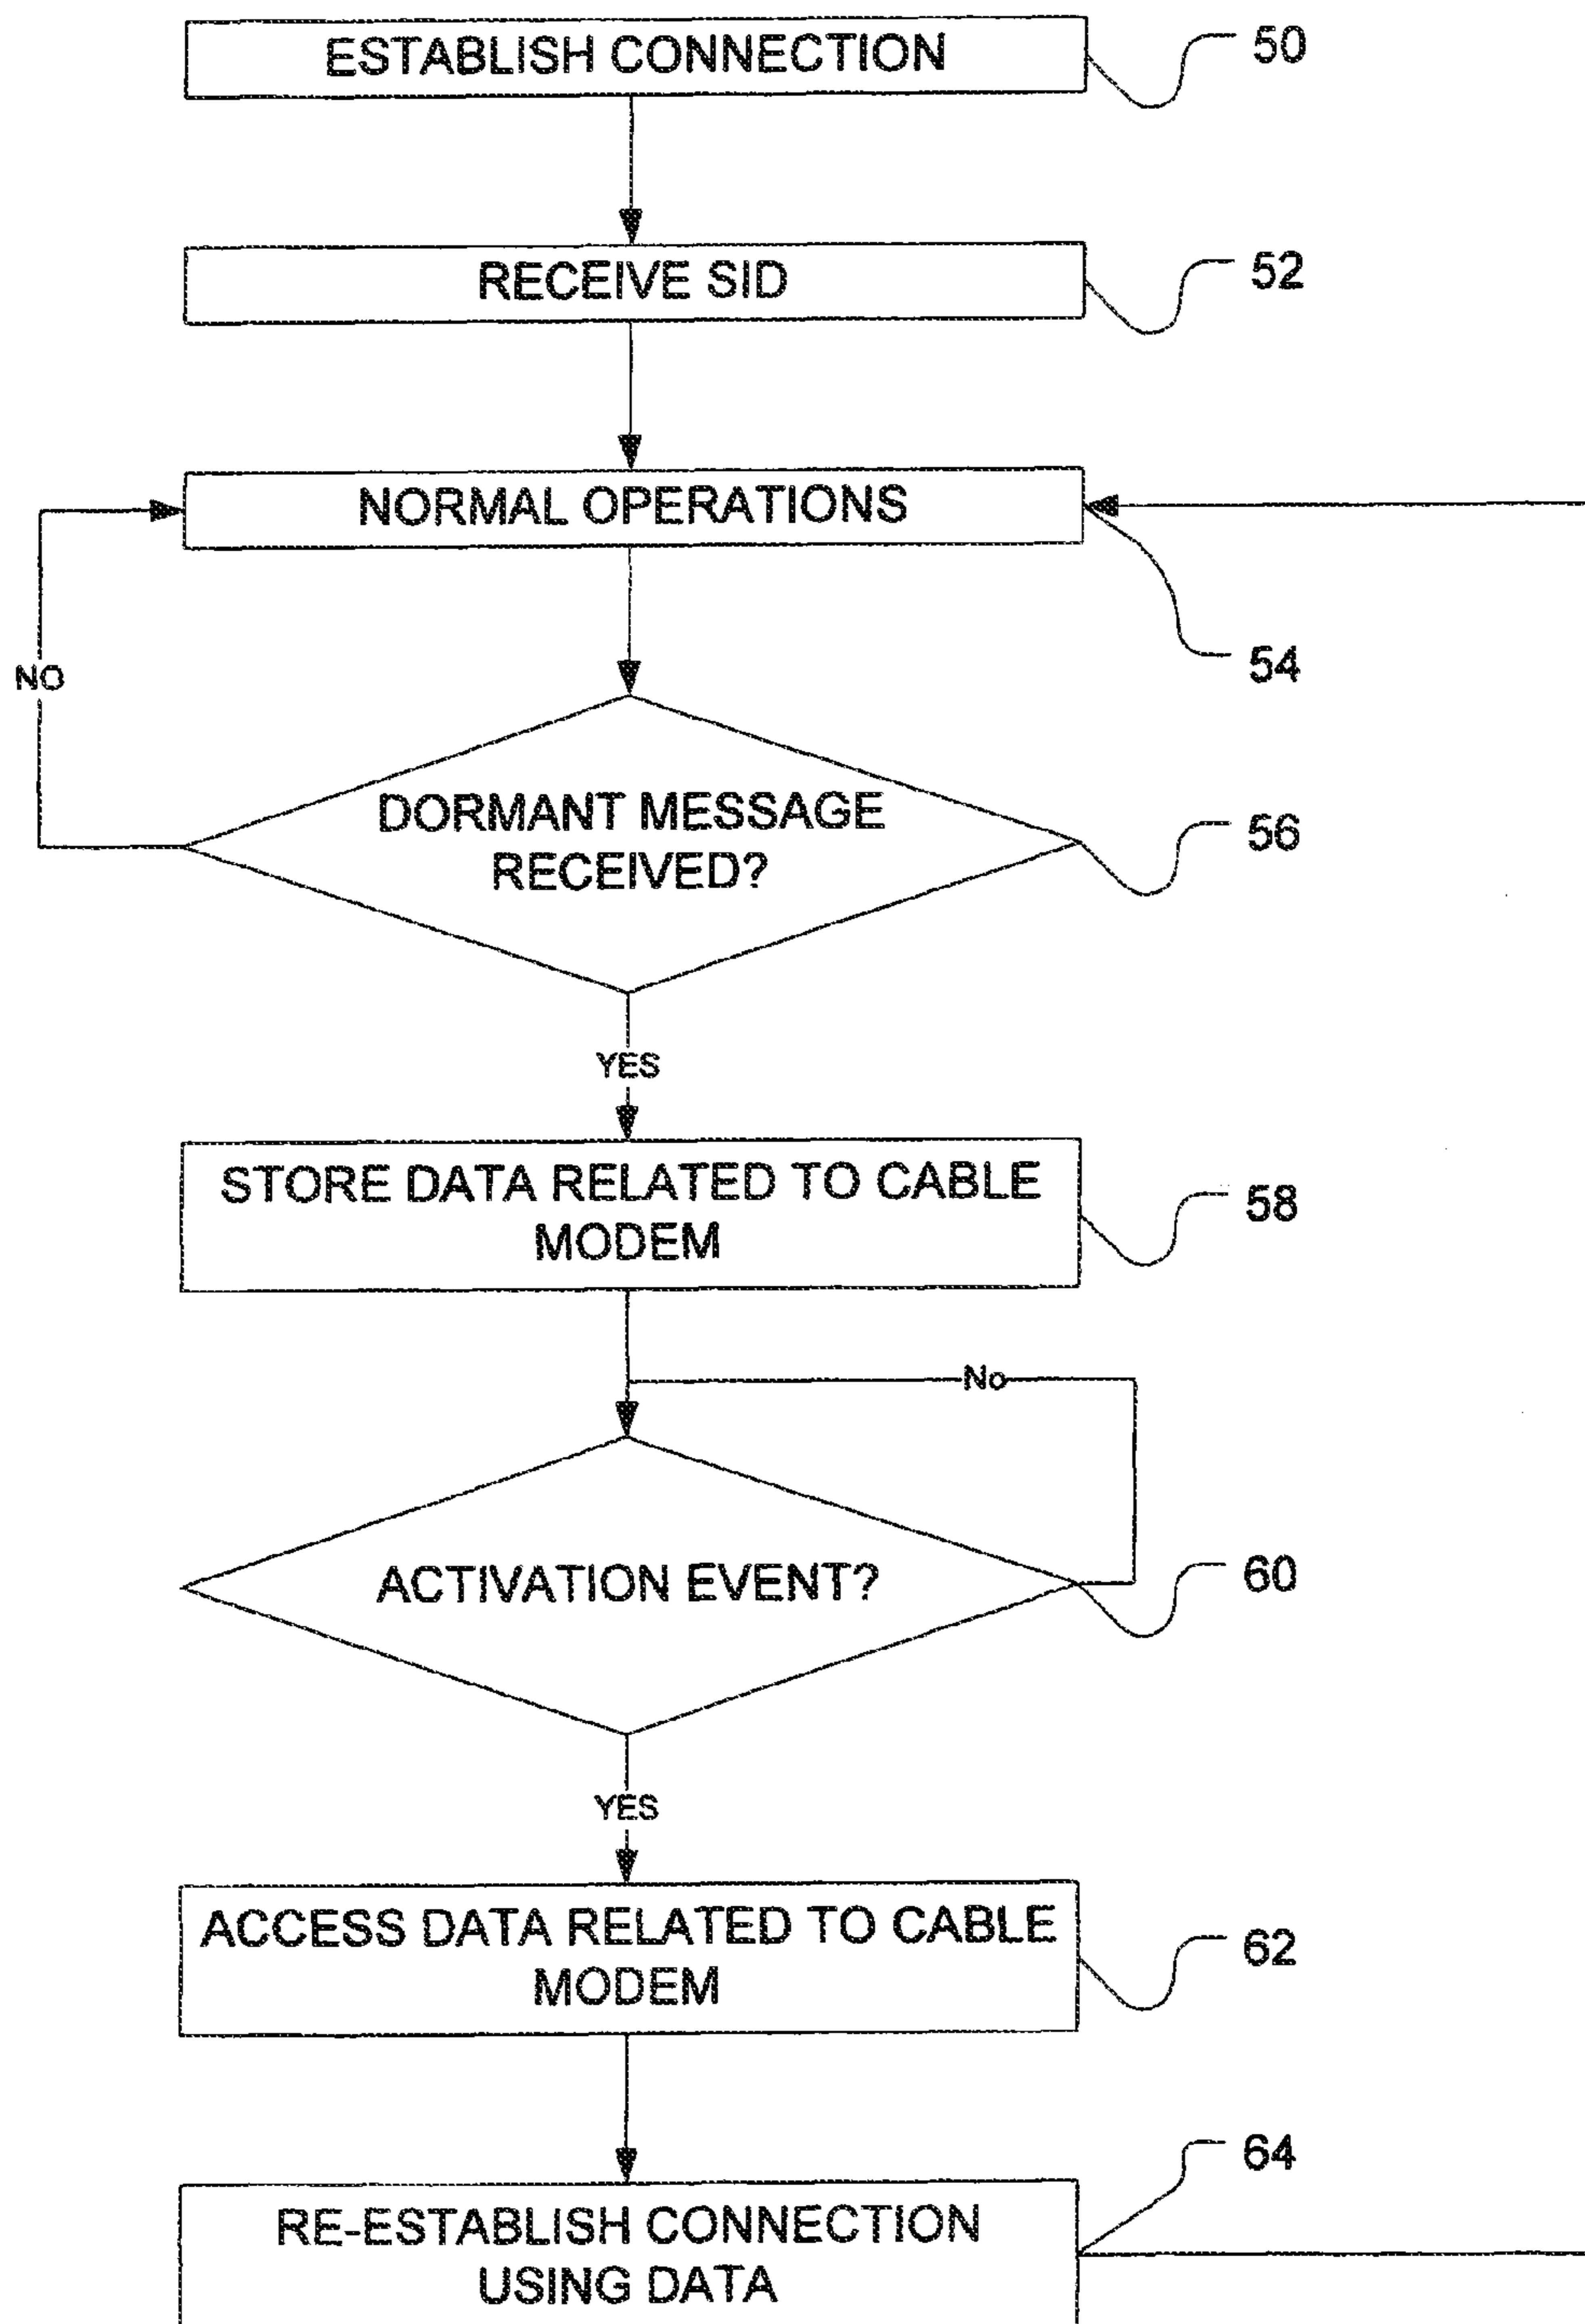 ESTABLISH CONNECTION
50
RECEIVE SID
52
NORMAL OPERATIONS
54
NO
DORMANT MESSAGE
RECEIVED?
56
YES
STORE DATA RELATED TO CABLE
MODEM
58
No
ACTIVATION EVENT?
60
YES
ACCESS DATA RELATED TO CABLE
MODEM
62
64
RE-ESTABLISH CONNECTION
USING DATA